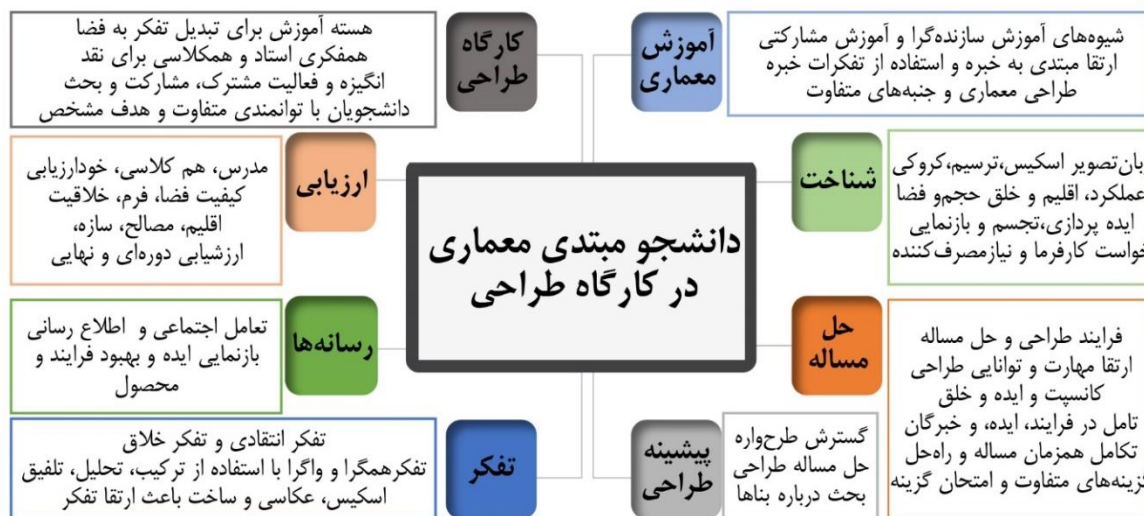 آموزش
معماری
شیوه‌های آموزش سازنده‌گرا و آموزش مشارکتی
ارتقا مبتدی به خبره و استفاده از تفکرات خبره
طراحی معماری و جنبه‌های متفاوت
شناخت
تصویر اسکیس،ترسیم،کروکی
عملکرد، اقلیم و خلق حجم‌و فضا
ایده پردازی،تجسم و بازنمایی
کارفرما و نیازمصرف‌کننده
حل
مساله
فرایند طراحی و حل مساله
ارتقا مهارت و توانایی طراحی
کانسپت و ایده و خلق
تامل در فرایند، ایده، و خبرگان
تکامل همزمان مساله و راه‌حل
متفاوت و امتحان گزینه
پیشینه
طراحی
گسترش طرح‌واره
حل مساله طراحی
بحث درباره بناها
دانشجو مبتدی معماری
در کارگاه طراحی
کارگاه
طراحی
هسته آموزش برای تبدیل تفکر به فضا
همفکری استاد و همکلاسی برای نقد
انگیزه و فعالیت مشترک، مشارکت و بحث
دانشجویان با توانمندی متفاوت و هدف مشخص
ارزیابی
مدرس، هم کلاسی، خودارزیابی
کیفیت فضا، فرم، خلاقیت
اقلیم، مصالح، سازه،
ارزشیابی دوره‌ای و نهایی
رسانه‌ها
تعامل اجتماعی و اطلاع رسانی
بازنمایی ایده و بهبود فرایند و
محصول
تفکر
تفکر انتقادی و تفکر خلاق
تفکرهمگرا و واگرا با استفاده از ترکیب، تحلیل، تلفیق
اسکیس، عکاسی و ساخت باعث ارتقا تفکر